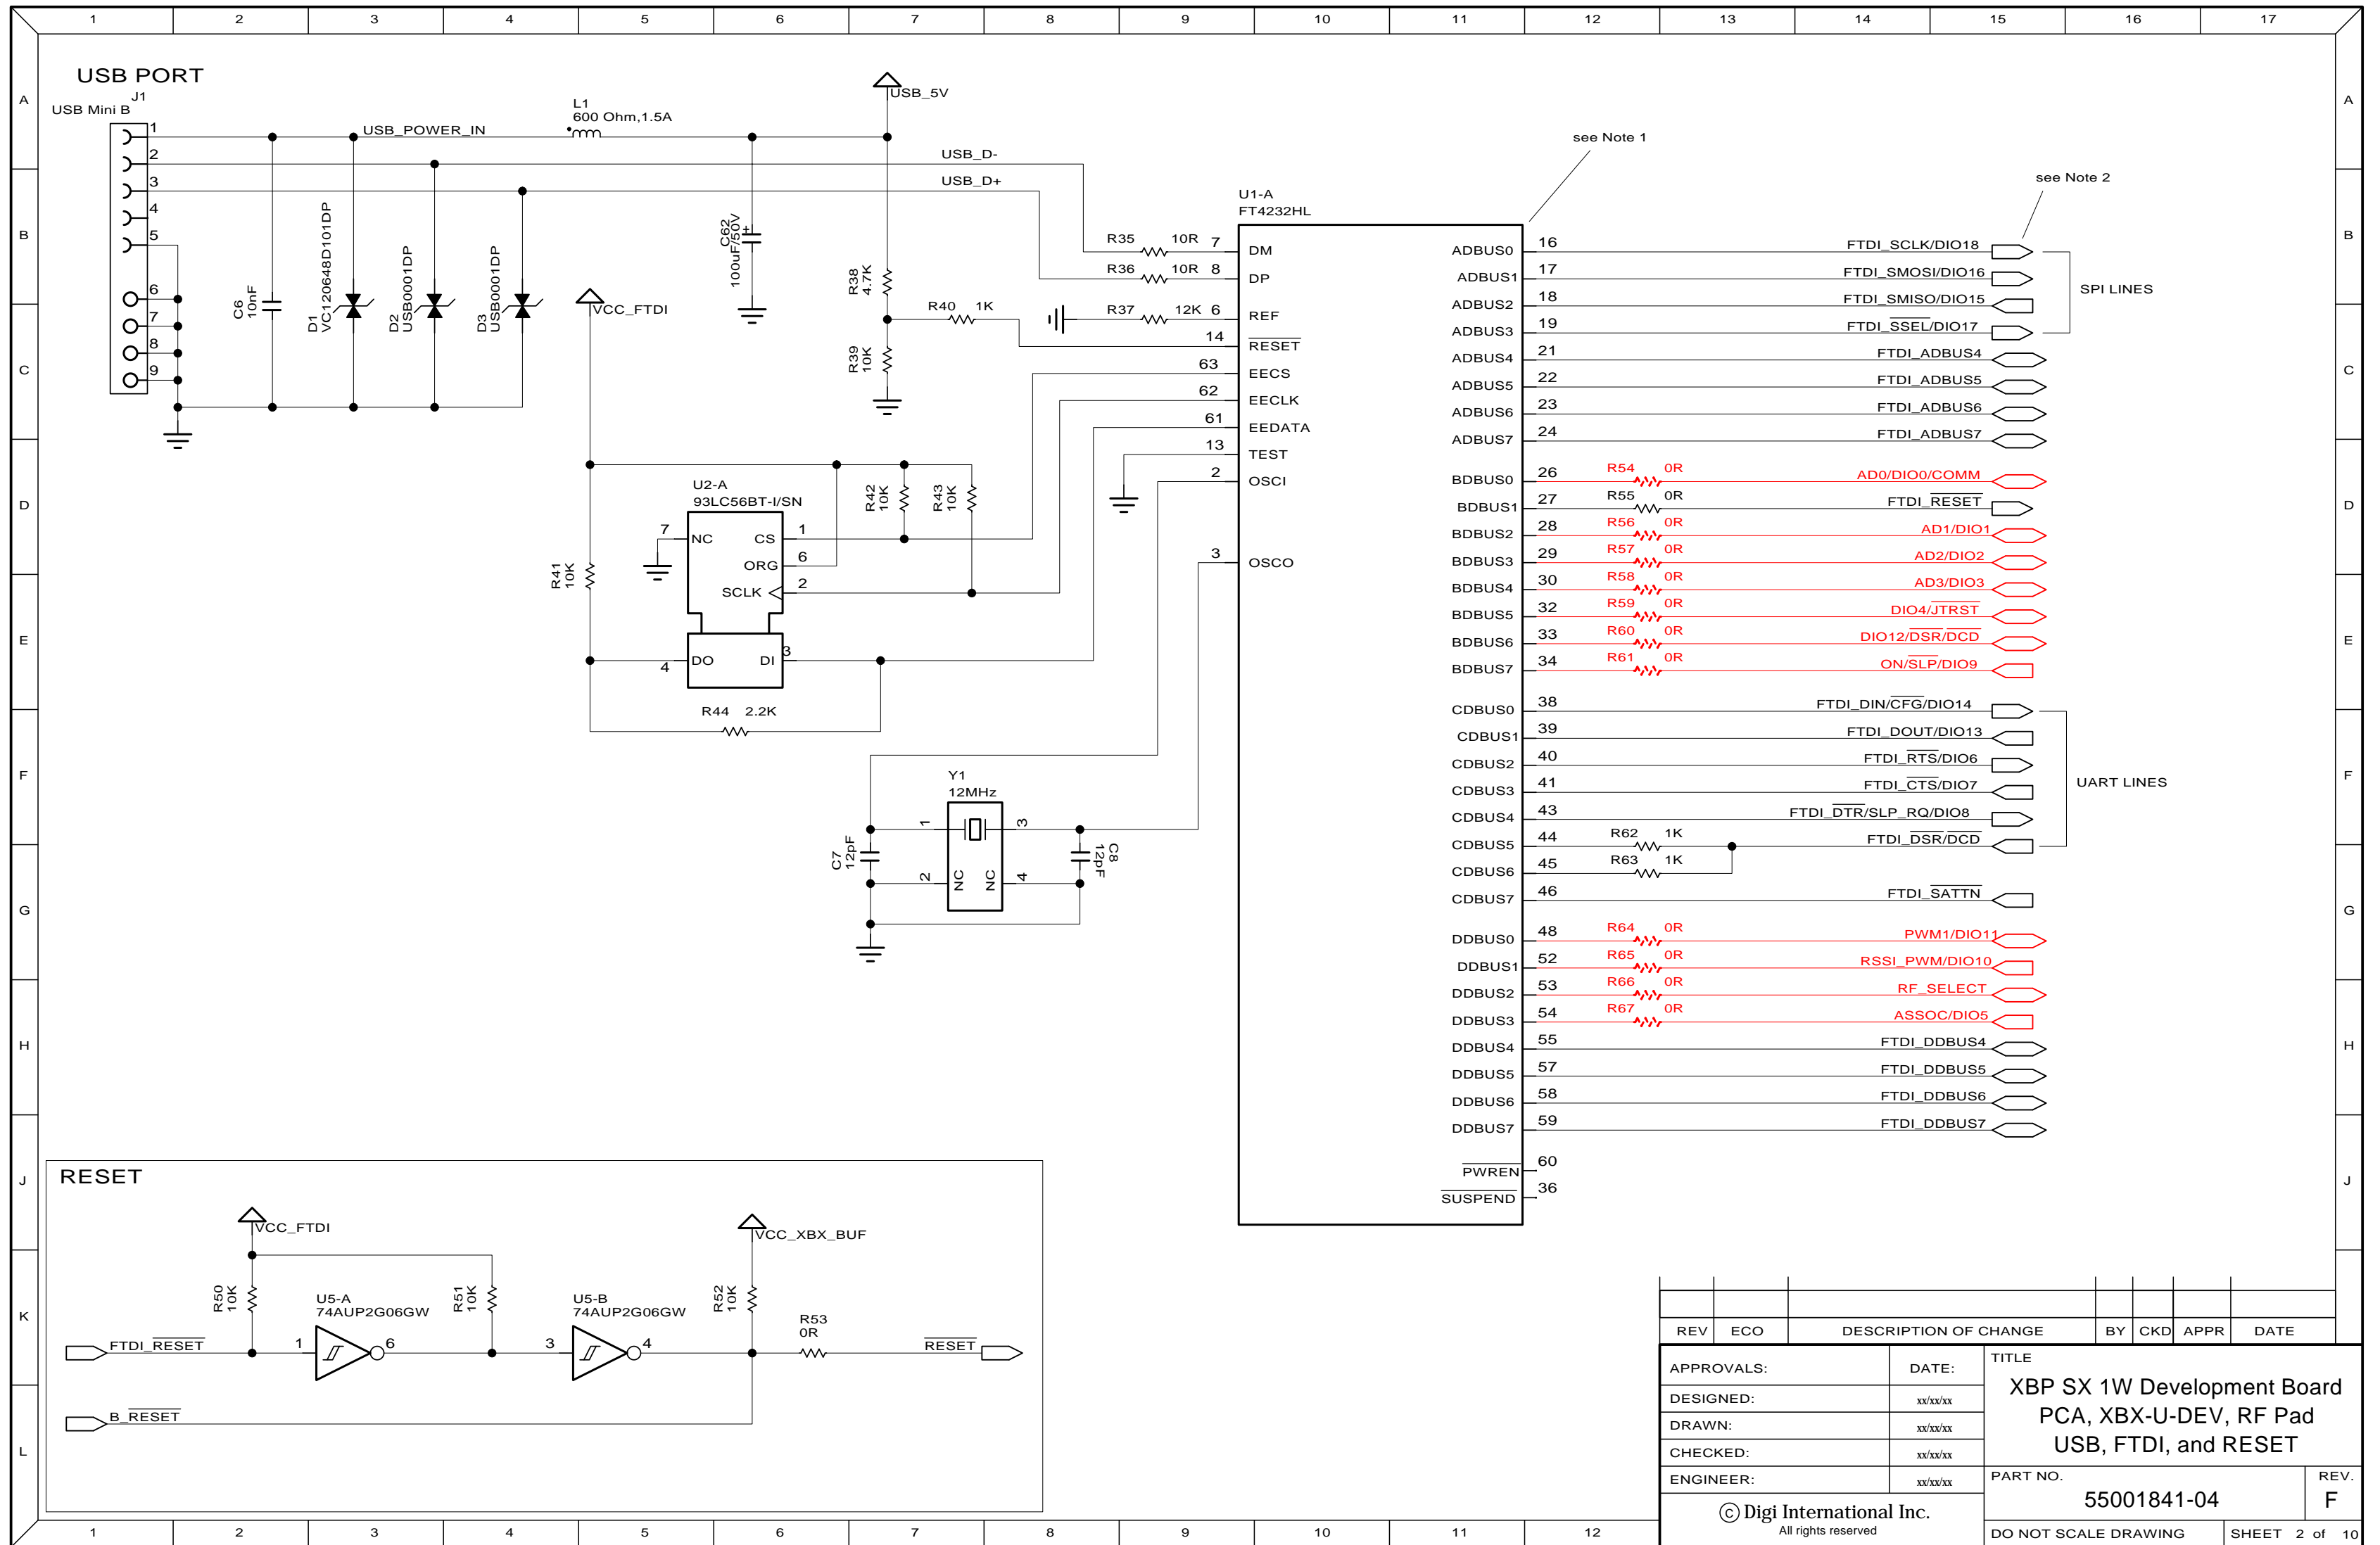 1 2 3 4 5 6 7 8 9 10 11 12 13 14 15 16 17
A
B
C
D
E
F
G
H
J
K
L
USB PORT
J1
USB Mini B
1
2
3
4
5
6
7
8
9
USB_POWER_IN
L1
600 Ohm,1.5A
USB_5V
USB_D-
USB_D+
C6
10nF
D1
VC120648D101DP
D2
USB0001DP
D3
USB0001DP
C62
100uF/50V
+
VCC_FTDI
R38
4.7K
R39
10K
R40 1K
R35 10R 7
R36 10R 8
R37 12K 6
14
63
62
61
13
2
3
U1-A
FT4232HL
DM
DP
REF
RESET
EECS
EECLK
EEDATA
TEST
OSCI
OSCO
see Note 1
see Note 2
ADBUS0 16 FTDI_SCLK/DIO18
ADBUS1 17 FTDI_SMOSI/DIO16
ADBUS2 18 FTDI_SMISO/DIO15
ADBUS3 19 FTDI_SSEL/DIO17
SPI LINES
ADBUS4 21 FTDI_ADBUS4
ADBUS5 22 FTDI_ADBUS5
ADBUS6 23 FTDI_ADBUS6
ADBUS7 24 FTDI_ADBUS7
BDBUS0 26 R54 0R AD0/DIO0/COMM
BDBUS1 27 R55 0R FTDI_RESET
BDBUS2 28 R56 0R AD1/DIO1
BDBUS3 29 R57 0R AD2/DIO2
BDBUS4 30 R58 0R AD3/DIO3
BDBUS5 32 R59 0R DIO4/JTRST
BDBUS6 33 R60 0R DIO12/DSR/DCD
BDBUS7 34 R61 0R ON/SLP/DIO9
CDBUS0 38 FTDI_DIN/CFG/DIO14
CDBUS1 39 FTDI_DOUT/DIO13
CDBUS2 40 FTDI_RTS/DIO6
CDBUS3 41 FTDI_CTS/DIO7
CDBUS4 43 FTDI_DTR/SLP_RQ/DIO8
CDBUS5 44 R62 1K FTDI_DSR/DCD
CDBUS6 45 R63 1K
UART LINES
CDBUS7 46 FTDI_SATTN
DDBUS0 48 R64 0R PWM1/DIO11
DDBUS1 52 R65 0R RSSI_PWM/DIO10
DDBUS2 53 R66 0R RF_SELECT
DDBUS3 54 R67 0R ASSOC/DIO5
DDBUS4 55 FTDI_DDBUS4
DDBUS5 57 FTDI_DDBUS5
DDBUS6 58 FTDI_DDBUS6
DDBUS7 59 FTDI_DDBUS7
PWREN 60
SUSPEND 36
U2-A
93LC56BT-I/SN
7 NC CS 1
ORG 6
SCLK 2
4 DO DI 3
R41
10K
R42
10K
R43
10K
R44 2.2K
Y1
12MHz
1 3
2 NC NC 4
C7
12pF
C8
12pF
RESET
VCC_FTDI
VCC_XBX_BUF
R50
10K
U5-A
74AUP2G06GW
R51
10K
U5-B
74AUP2G06GW
R52
10K
R53
0R
FTDI_RESET 1 6 3 4 RESET
B_RESET
REV ECO DESCRIPTION OF CHANGE BY CKD APPR DATE
APPROVALS: DATE:
DESIGNED: xx/xx/xx
DRAWN: xx/xx/xx
CHECKED: xx/xx/xx
ENGINEER: xx/xx/xx
© Digi International Inc.
All rights reserved
TITLE
XBP SX 1W Development Board
PCA, XBX-U-DEV, RF Pad
USB, FTDI, and RESET
PART NO.
55001841-04
REV.
F
DO NOT SCALE DRAWING SHEET 2 of 10
A
B
C
D
E
F
G
H
J
1 2 3 4 5 6 7 8 9 10 11 12